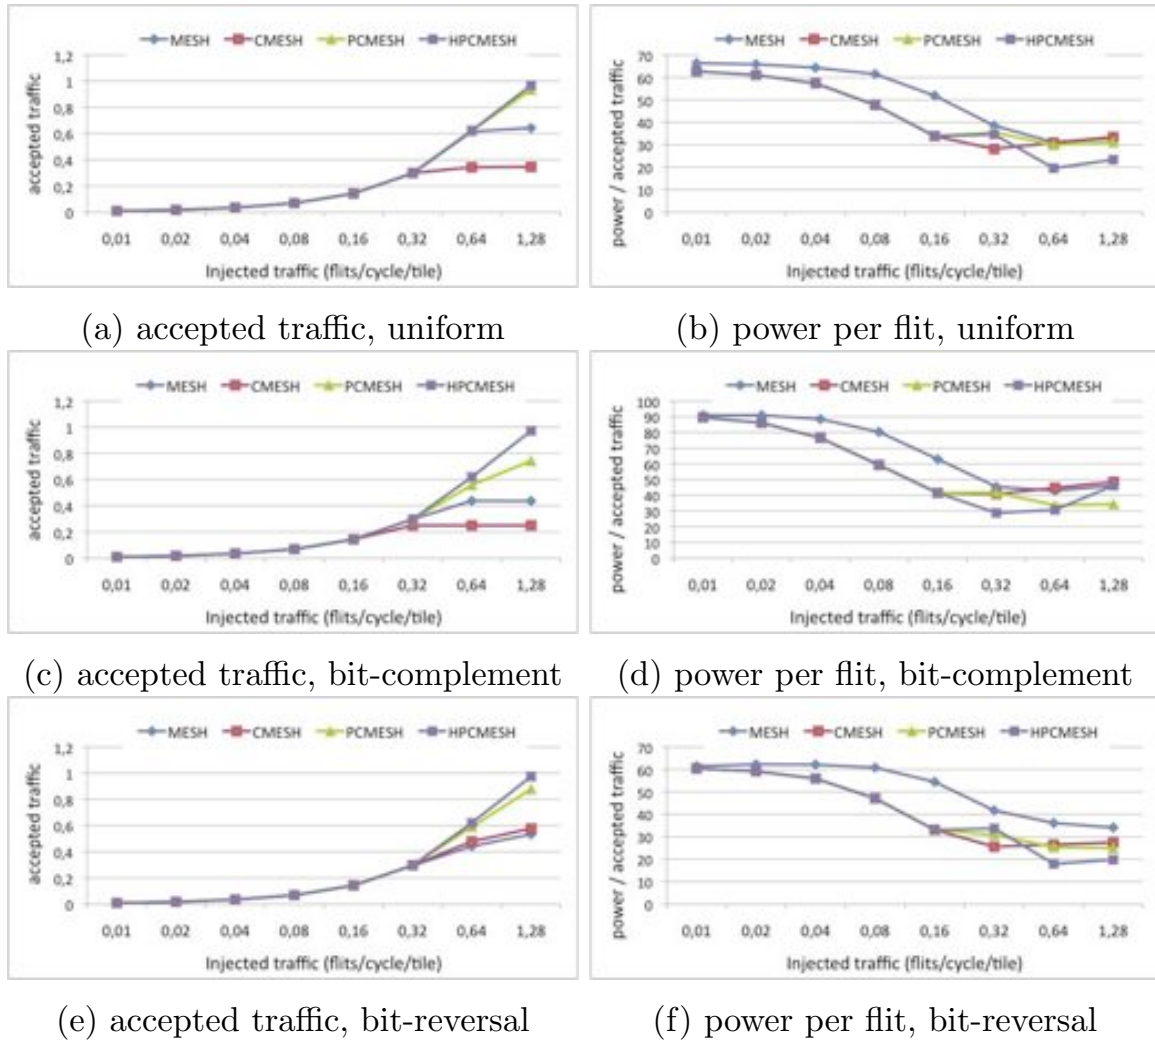 MESH CMESH PCMESH HPCMESH
accepted traffic
1,2
1
0,8
0,6
0,4
0,2
0
0,01 0,02 0,04 0,08 0,16 0,32 0,64 1,28
Injected traffic (flits/cycle/tile)
(a) accepted traffic, uniform
MESH CMESH PCMESH HPCMESH
power / accepted traffic
70
60
50
40
30
20
10
0
0,01 0,02 0,04 0,08 0,16 0,32 0,64 1,28
Injected traffic (flits/cycle/tile)
(b) power per flit, uniform
MESH CMESH PCMESH HPCMESH
accepted traffic
1,2
1
0,8
0,6
0,4
0,2
0
0,01 0,02 0,04 0,08 0,16 0,32 0,64 1,28
Injected traffic (flits/cycle/tile)
(c) accepted traffic, bit-complement
MESH CMESH PCMESH HPCMESH
power / accepted traffic
100
90
80
70
60
50
40
30
20
10
0
0,01 0,02 0,04 0,08 0,16 0,32 0,64 1,28
Injected traffic (flits/cycle/tile)
(d) power per flit, bit-complement
MESH CMESH PCMESH HPCMESH
accepted traffic
1,2
1
0,8
0,6
0,4
0,2
0
0,01 0,02 0,04 0,08 0,16 0,32 0,64 1,28
Injected traffic (flits/cycle/tile)
(e) accepted traffic, bit-reversal
MESH CMESH PCMESH HPCMESH
power / accepted traffic
70
60
50
40
30
20
10
0
0,01 0,02 0,04 0,08 0,16 0,32 0,64 1,28
Injected traffic (flits/cycle/tile)
(f) power per flit, bit-reversal